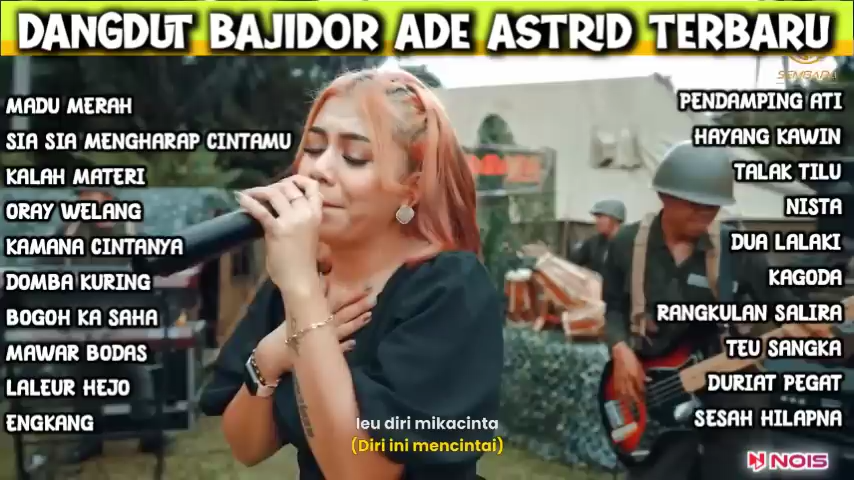 DANGDUT BAJIDOR ADE ASTRID TERBARU
SEMBADA
MADU MERAH
SIA SIA MENGHARAP CINTAMU
KALAH MATERI
ORAY WELANG
KAMANA CINTANYA
DOMBA KURING
BOGOH KA SAHA
MAWAR BODAS
LALEUR HEJO
ENGKANG
PENDAMPING ATI
HAYANG KAWIN
TALAK TILU
NISTA
DUA LALAKI
KAGODA
RANGKULAN SALIRA
TEU SANGKA
DURIAT PEGAT
SESAH HILAPNA
Ieu diri mikacinta
(Diri ini mencintai)
NOIS